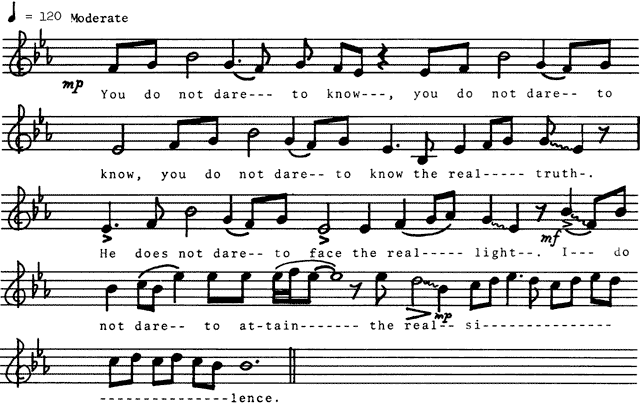 ♩ = 120 Moderate
mp
You do not dare--- to know---, you do not dare-- to
know, you do not dare-- to know the real----- truth-.
He does not dare-- to face the real----- light--. I--- do
mf
not dare-- to at-tain------- the real-- si---------------
mp
----------------lence.